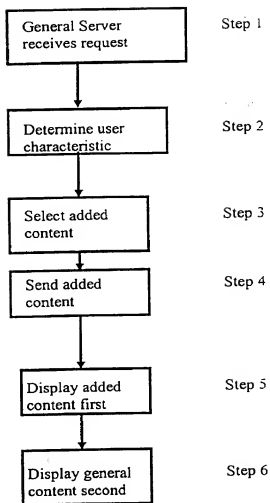 General Server
receives request
Step 1
Determine user
characteristic
Step 2
Select added
content
Step 3
Send added
content
Step 4
Display added
content first
Step 5
Display general
content second
Step 6